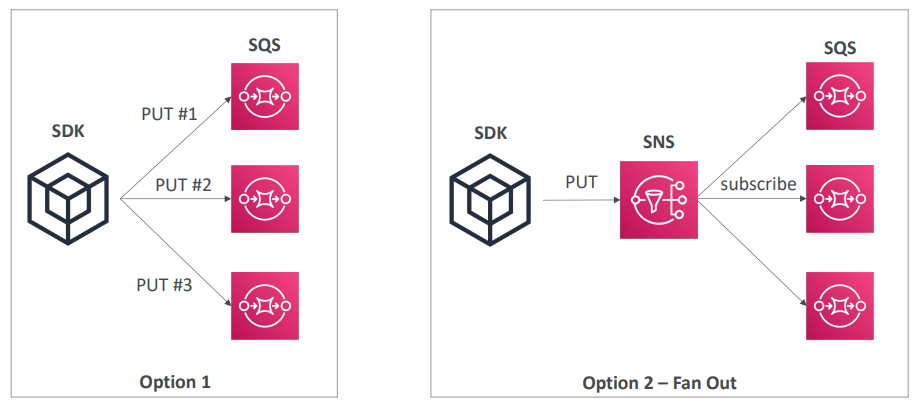 SQS
SDK
PUT #1
PUT #2
PUT #3
Option 1
SQS
SDK
SNS
PUT
subscribe
Option 2 – Fan Out